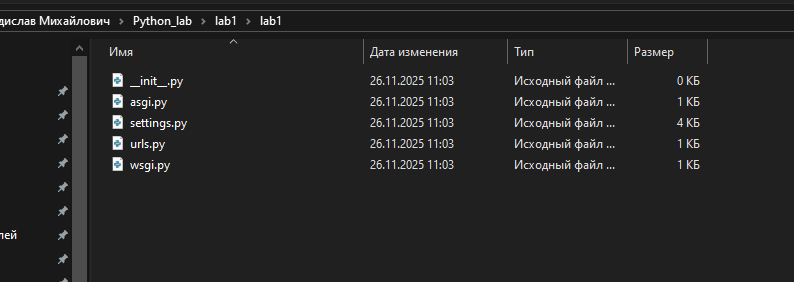 дислав Михайлович > Python_lab > lab1 > lab1
Имя Дата изменения Тип Размер
__init__.py 26.11.2025 11:03 Исходный файл ... 0 КБ
asgi.py 26.11.2025 11:03 Исходный файл ... 1 КБ
settings.py 26.11.2025 11:03 Исходный файл ... 4 КБ
urls.py 26.11.2025 11:03 Исходный файл ... 1 КБ
wsgi.py 26.11.2025 11:03 Исходный файл ... 1 КБ
лей